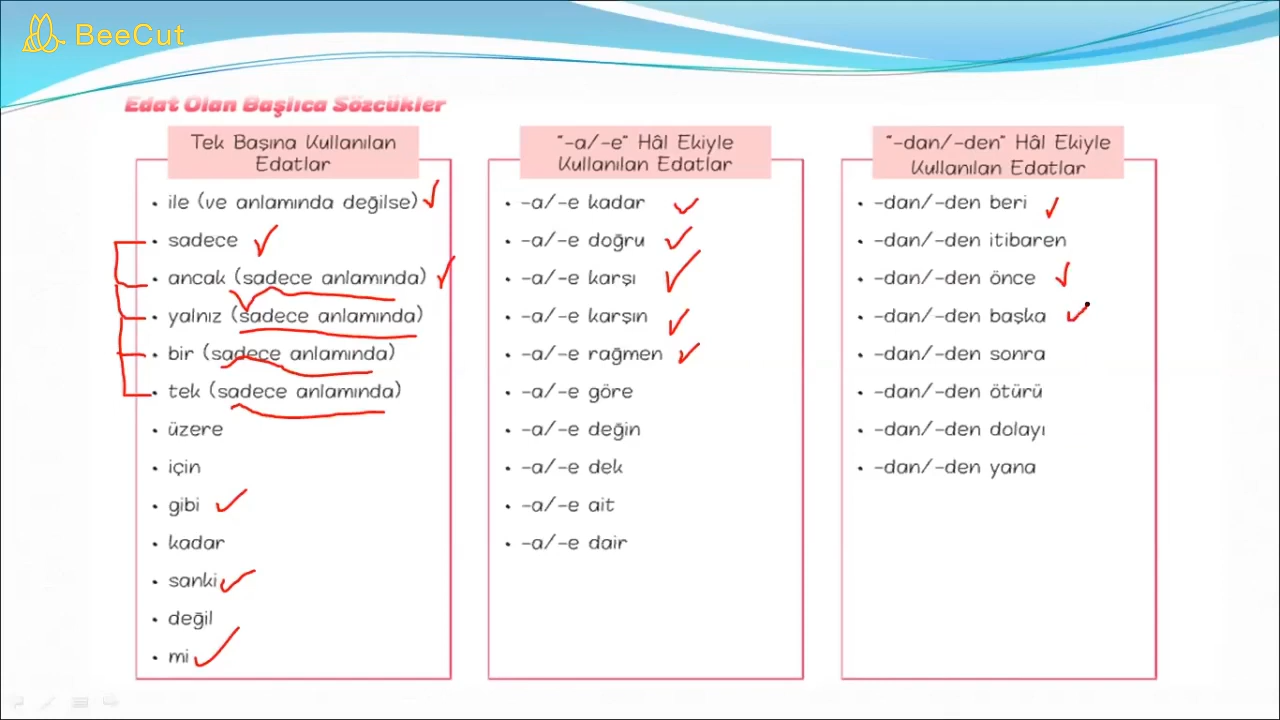 BeeCut
Edat Olan Başlıca Sözcükler
Tek Başına Kullanılan
Edatlar
• ile (ve anlamında değilse)
• sadece
• ancak (sadece anlamında)
• yalnız (sadece anlamında)
• bir (sadece anlamında)
• tek (sadece anlamında)
• üzere
• için
• gibi
• kadar
• sanki
• değil
• mi
"-a/-e" Hâl Ekiyle
Kullanılan Edatlar
• -a/-e kadar
• -a/-e doğru
• -a/-e karşı
• -a/-e karşın
• -a/-e rağmen
• -a/-e göre
• -a/-e değin
• -a/-e dek
• -a/-e ait
• -a/-e dair
"-dan/-den" Hâl Ekiyle
Kullanılan Edatlar
• -dan/-den beri
• -dan/-den itibaren
• -dan/-den önce
• -dan/-den başka
• -dan/-den sonra
• -dan/-den ötürü
• -dan/-den dolayı
• -dan/-den yana